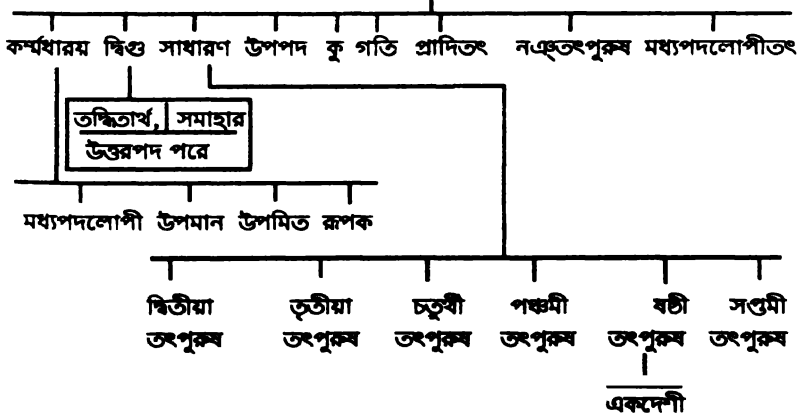 কর্ম্মধারয় দ্বিগু সাধারণ উপপদ কু গতি প্রাদিতৎ নঞ্তৎপুরুষ মধ্যপদলোপীতৎ
তদ্ধিতার্থ, সমাহার
উত্তরপদ পরে
মধ্যপদলোপী উপমান উপমিত রূপক
দ্বিতীয়া তৃতীয়া চতুর্থী পঞ্চমী ষষ্ঠী সপ্তমী
তৎপুরুষ তৎপুরুষ তৎপুরুষ তৎপুরুষ তৎপুরুষ তৎপুরুষ
একদেশী